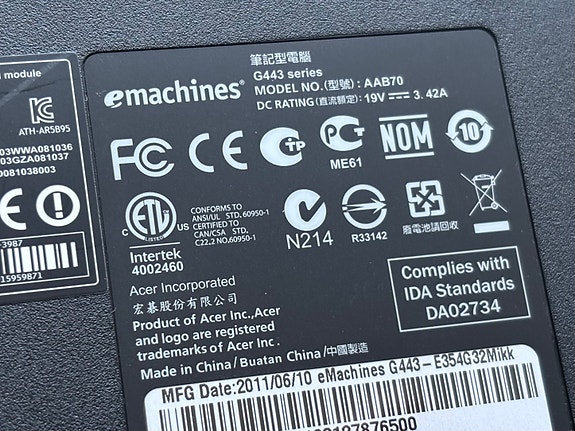 module
ATH-AR5B95
03WWA081036
03GZA081037
081038003
-3987
15959871
筆記型電腦
G443 series
emachines®
MODEL NO.(型號): AAB70
DC RATING(直流額定): 19V⎓ 3.42A
FC CE TP PCT NOM 10
ME61
ETL
C LISTED US
CONFORMS TO
ANSI/UL STD. 60950-1
CERTIFIED TO
CAN/CSA STD.
C22.2 NO.60950-1
Intertek
4002460
N214
R33142
廢電池請回收
Acer Incorporated
宏碁股份有限公司
Product of Acer Inc.,Acer
and logo are registered
trademarks of Acer Inc .
Made in China/Buatan China/中國製造
Complies with
IDA Standards
DA02734
MFG Date:2011/06/10 eMachines G443-E354G32Mikk